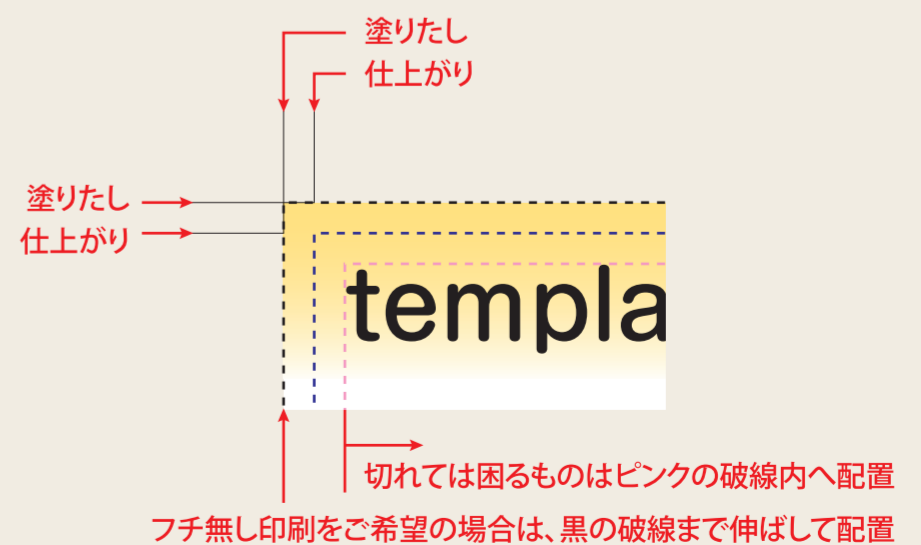 塗りたし
仕上がり
塗りたし
仕上がり
templa
切れては困るものはピンクの破線内へ配置
フチ無し印刷をご希望の場合は、黒の破線まで伸ばして配置